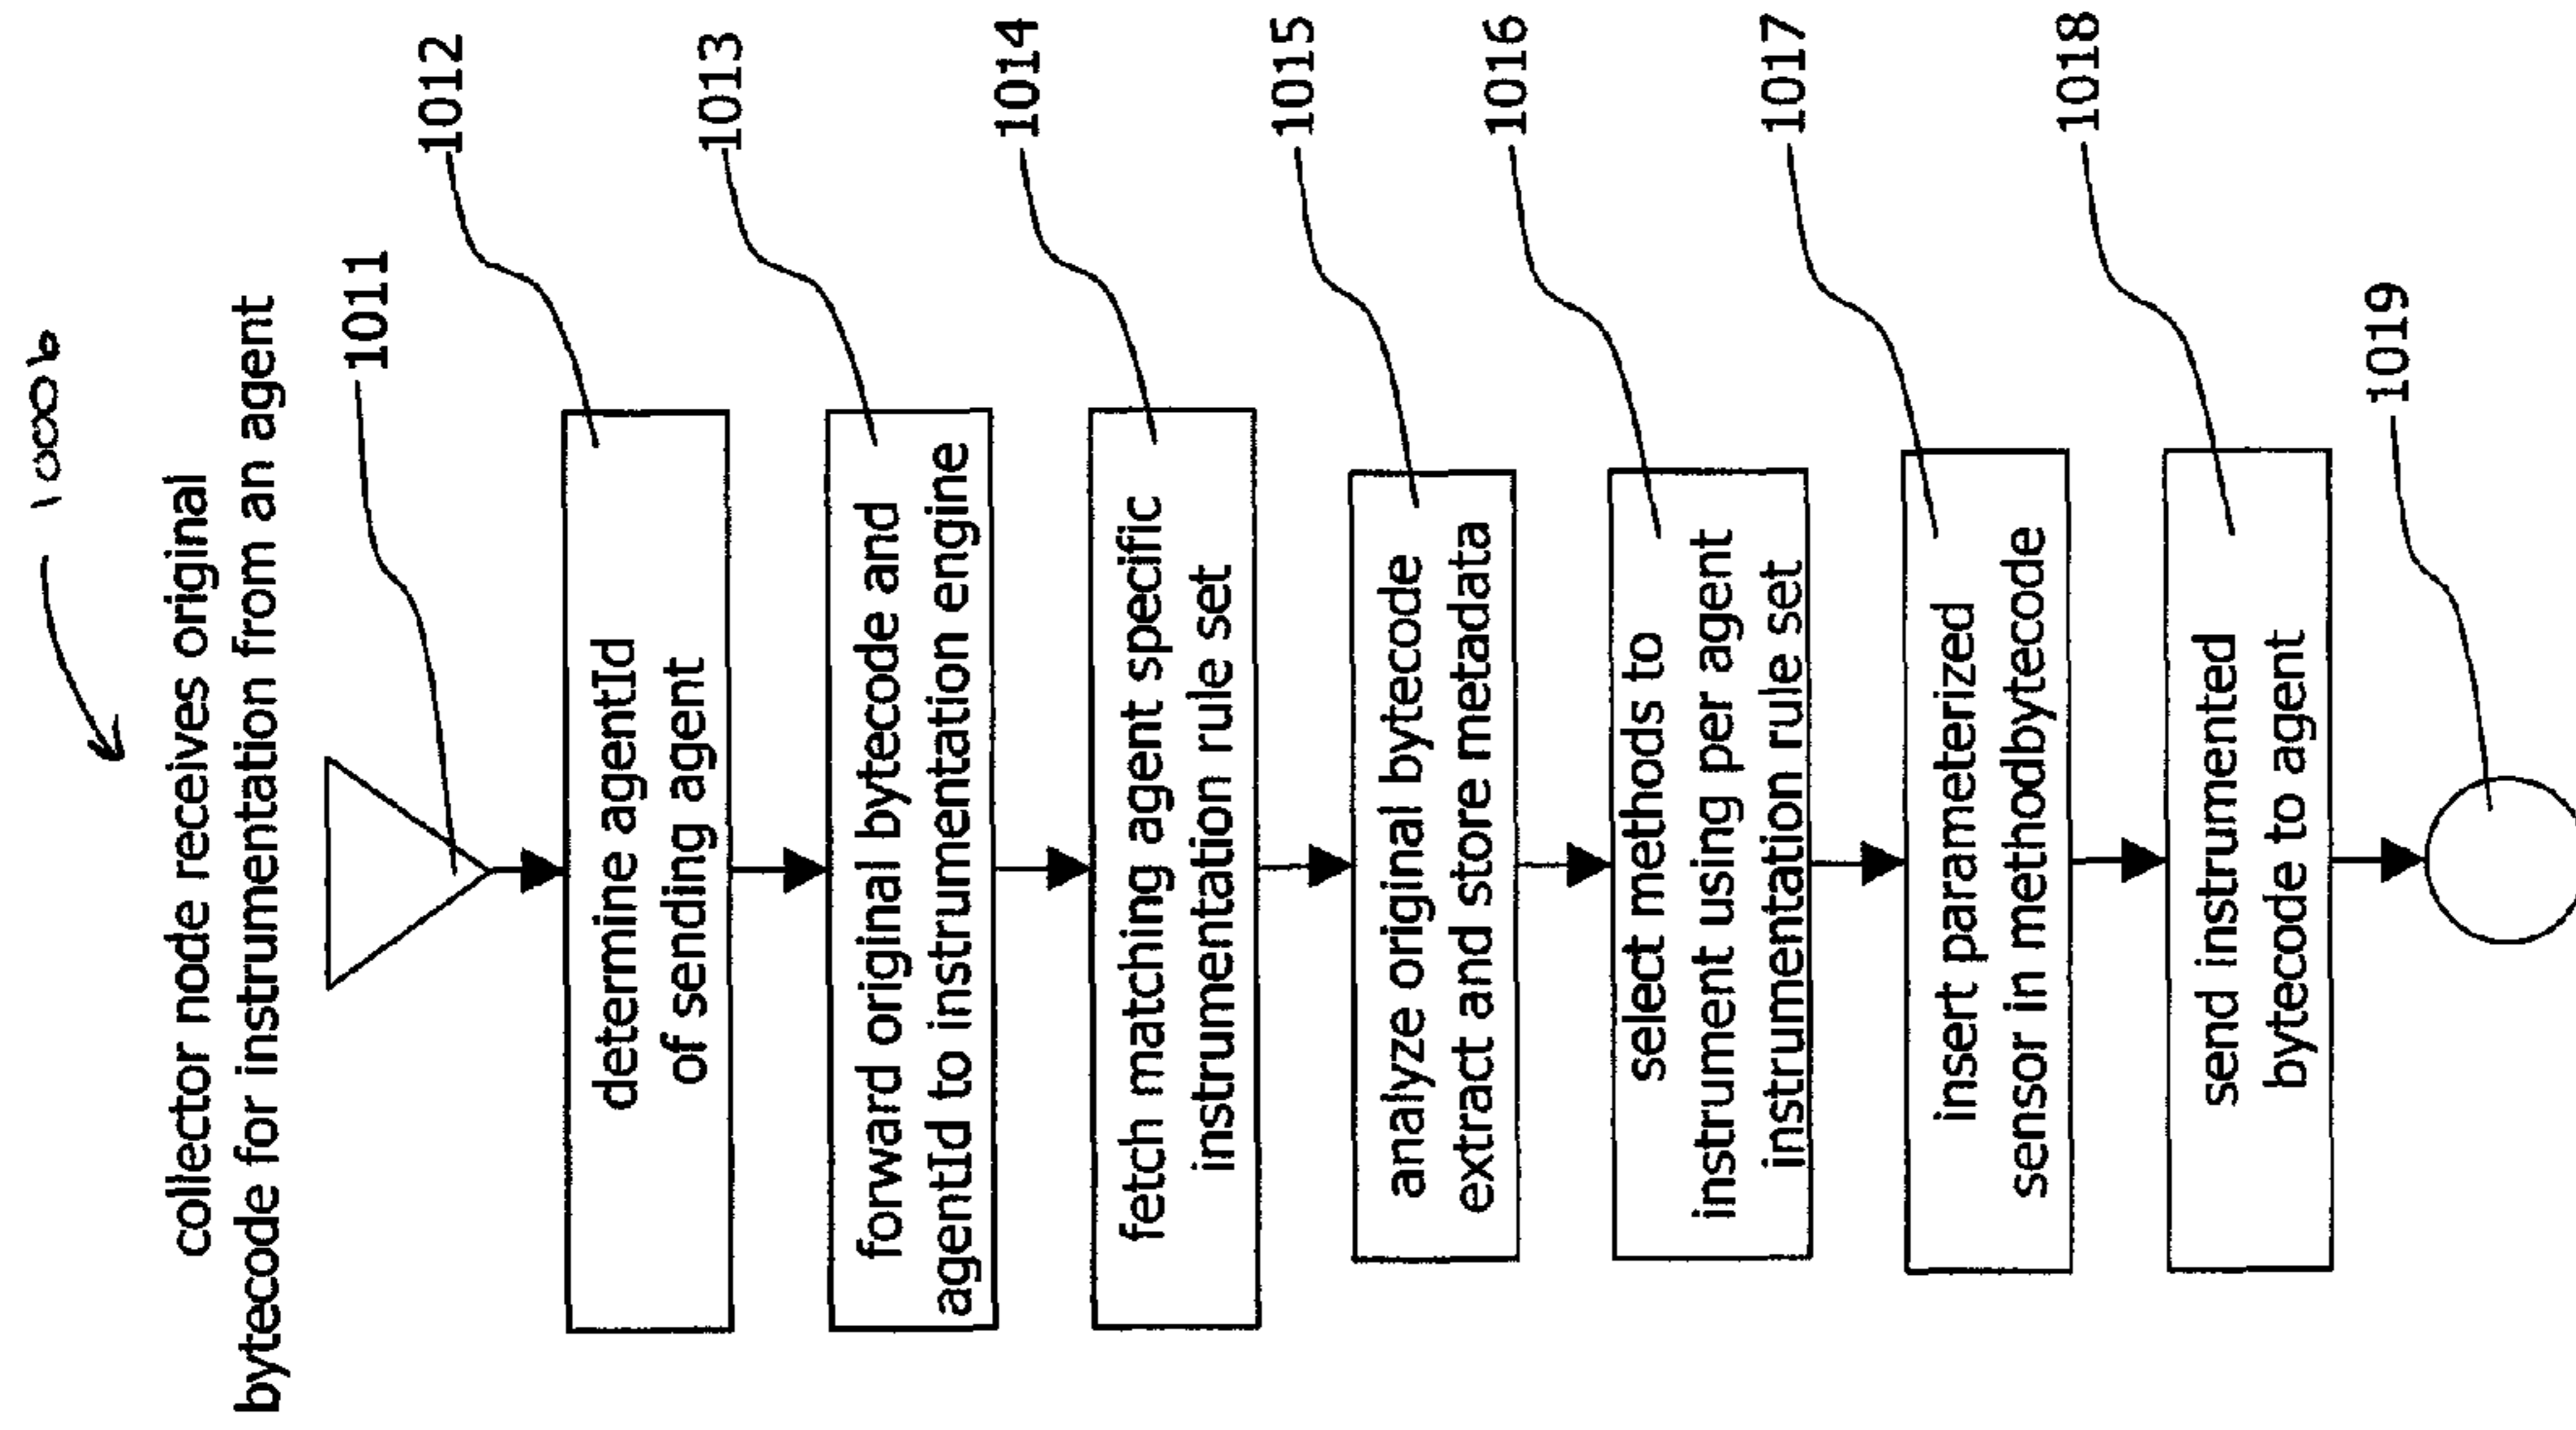 1000b
collector node receives original
bytecode for instrumentation from an agent
1011
1012
determine agentId
of sending agent
1013
forward original bytecode and
agentId to instrumentation engine
1014
fetch matching agent specific
instrumentation rule set
1015
analyze original bytecode
extract and store metadata
1016
select methods to
instrument using per agent
instrumentation rule set
1017
insert parameterized
sensor in methodbytecode
1018
send instrumented
bytecode to agent
1019